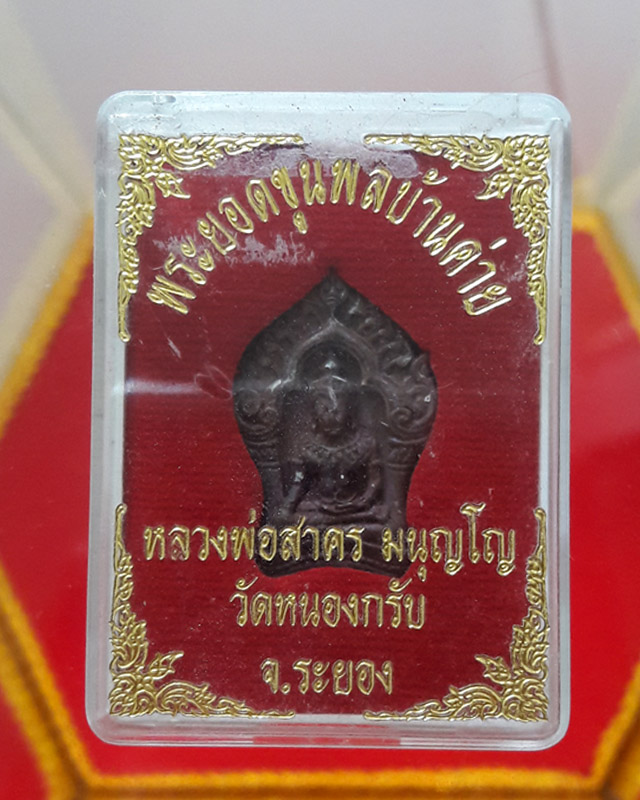 พระยอดขุนพลบ้านค่าย
หลวงพ่อสาคร มนุญโญ
วัดหนองกรับ
จ.ระยอง